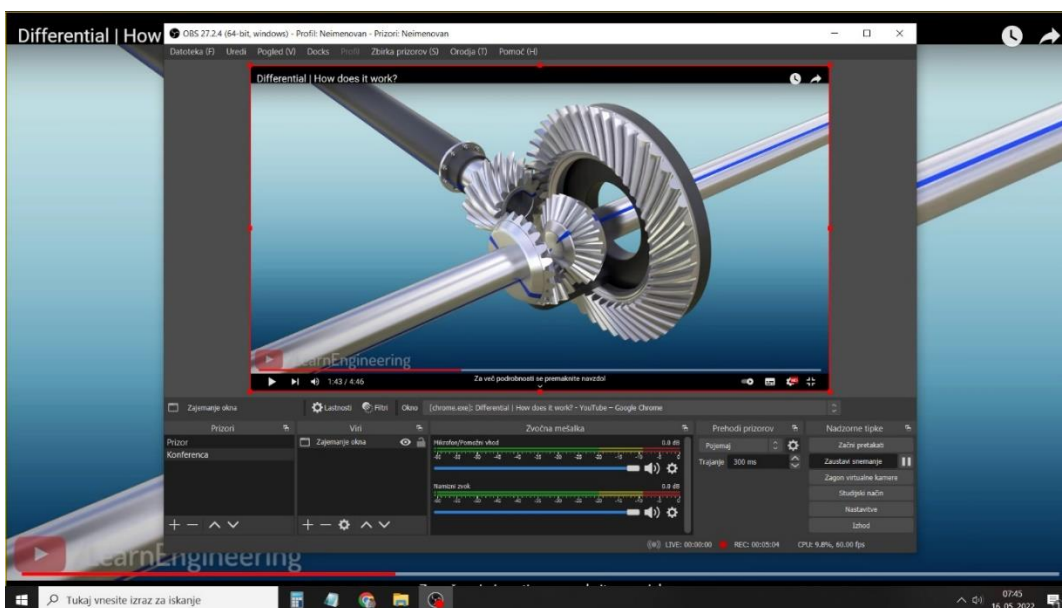 Differential | How
OBS 27.2.4 (64-bit, windows) - Profil: Neimenovan - Prizori: Neimenovan
Datoteka (F) Uredi Pogled (V) Docks Profil Zbirka prizorov (S) Orodja (T) Pomoč (H)
Differential | How does it work?
LearnEngineering
1:43 / 4:46
Za več podrobnosti se premaknite navzdol
Zajemanje okna Lastnosti Filtri Okno [chrome.exe]: Differential | How does it work? - YouTube – Google Chrome
Prizori Viri Zvočna mešalka Prehodi prizorov Nadzorne tipke
Prizor
Konferenca
Zajemanje okna
Mikrofon/Pomožni vhod 0.0 dB
Namizni zvok 0.0 dB
Pojemaj
Trajanje 300 ms
Začni pretakati
Zaustavi snemanje
Zagon virtualne kamere
Studijski način
Nastavitve
Izhod
LIVE: 00:00:00 REC: 00:05:04 CPU: 9.8%, 60.00 fps
LearnEngineering
Tukaj vnesite izraz za iskanje
07:45
16. 05. 2022